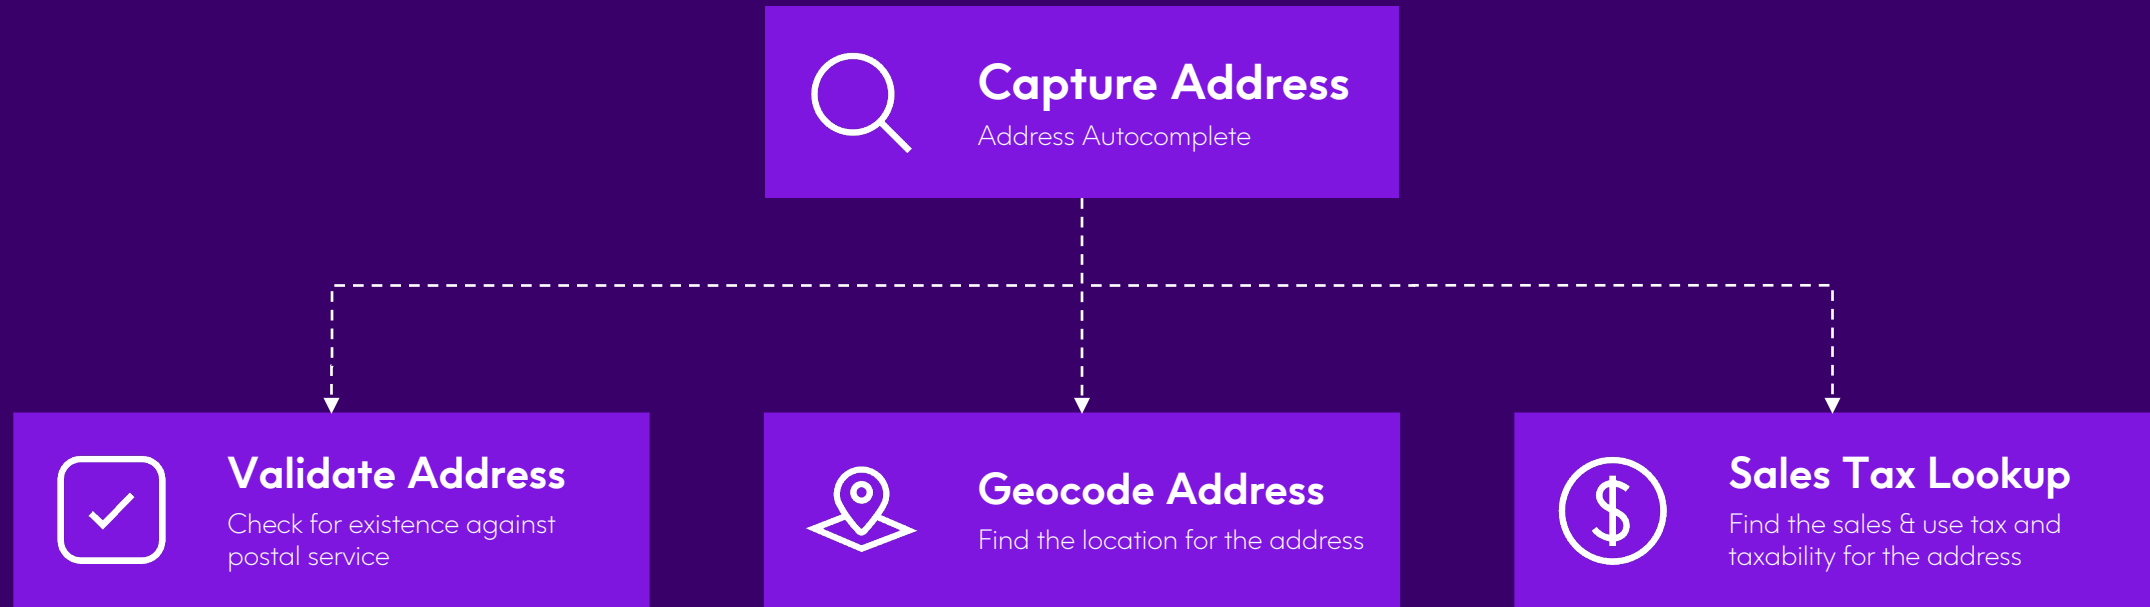 Capture Address
Address Autocomplete
Validate Address
Check for existence against
postal service
Geocode Address
Find the location for the address
Sales Tax Lookup
Find the sales & use tax and
taxability for the address